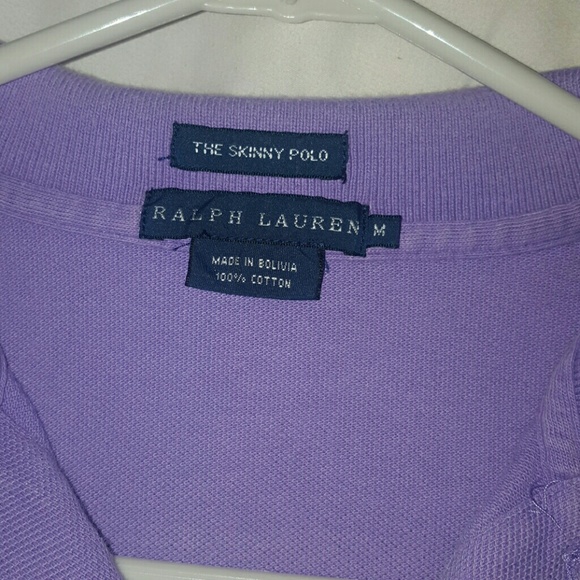 THE SKINNY POLO
RALPH LAUREN M
MADE IN BOLIVIA
100% COTTON